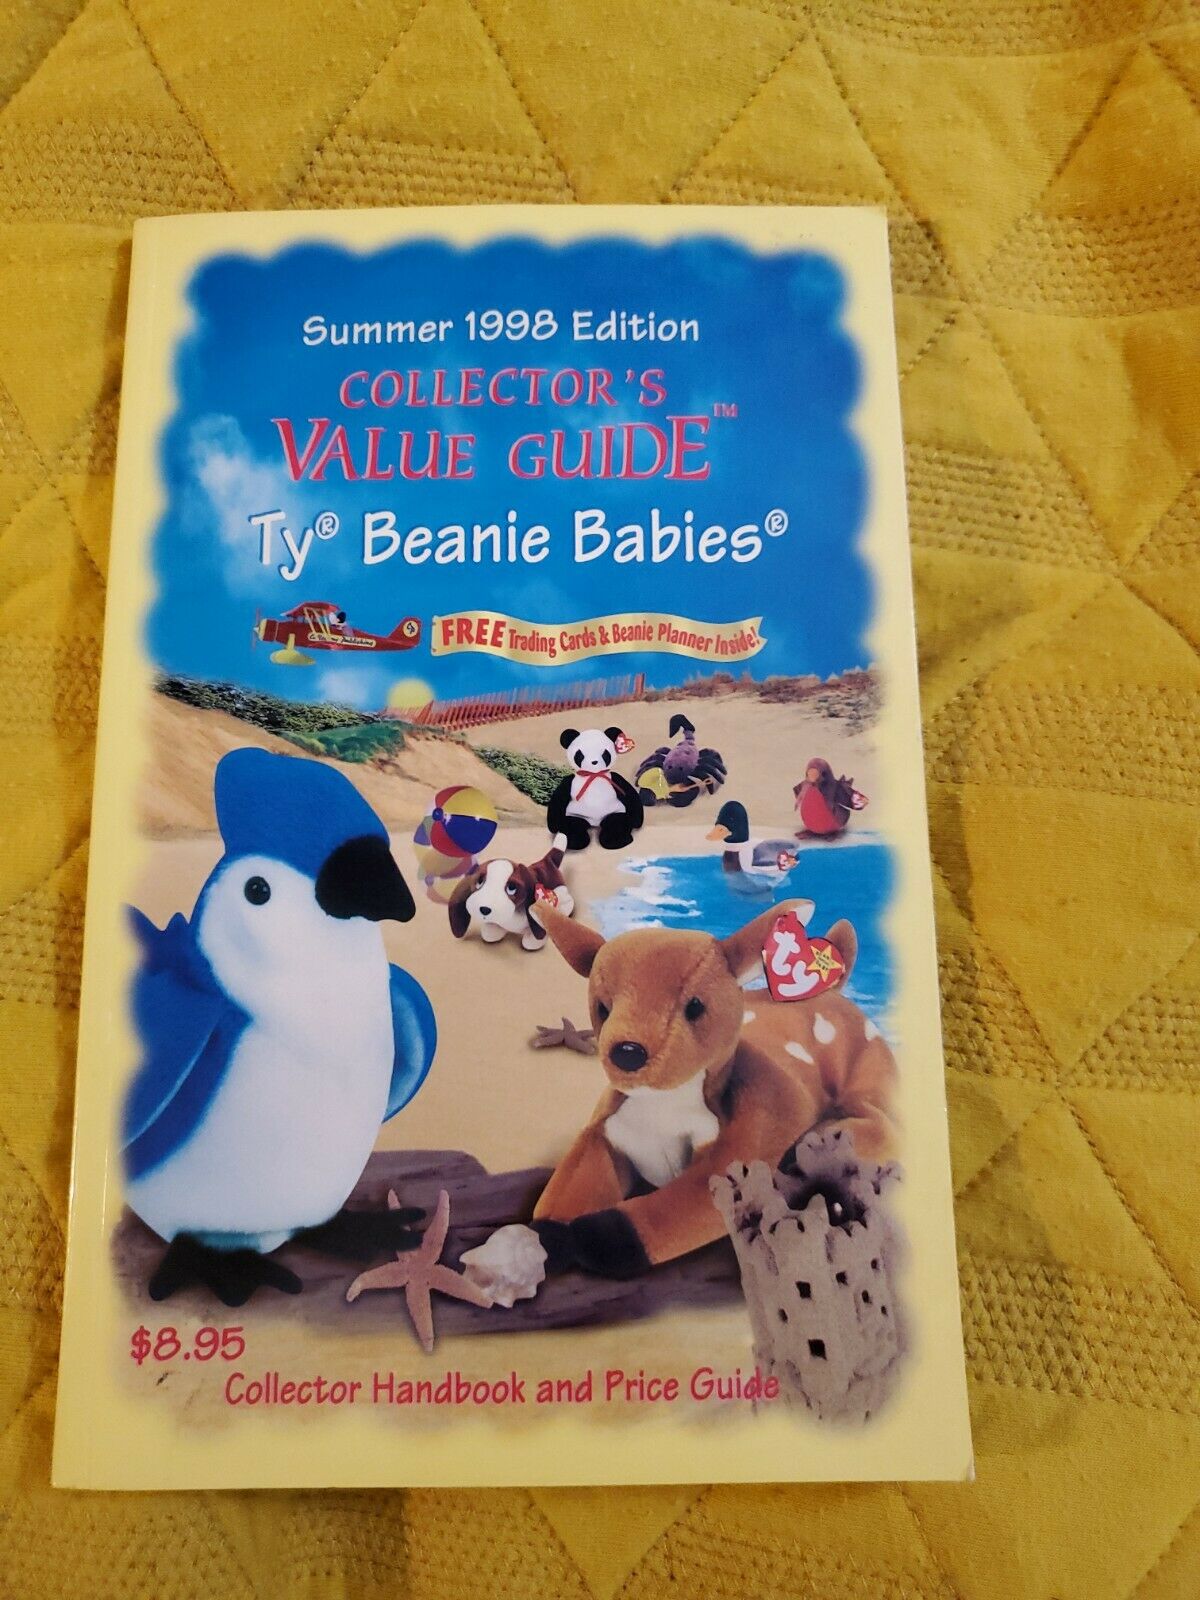 Summer 1998 Edition
COLLECTOR'S
VALUE GUIDE™
Ty® Beanie Babies®
FREE Trading Cards & Beanie Planner Inside!
ty
$8.95
Collector Handbook and Price Guide